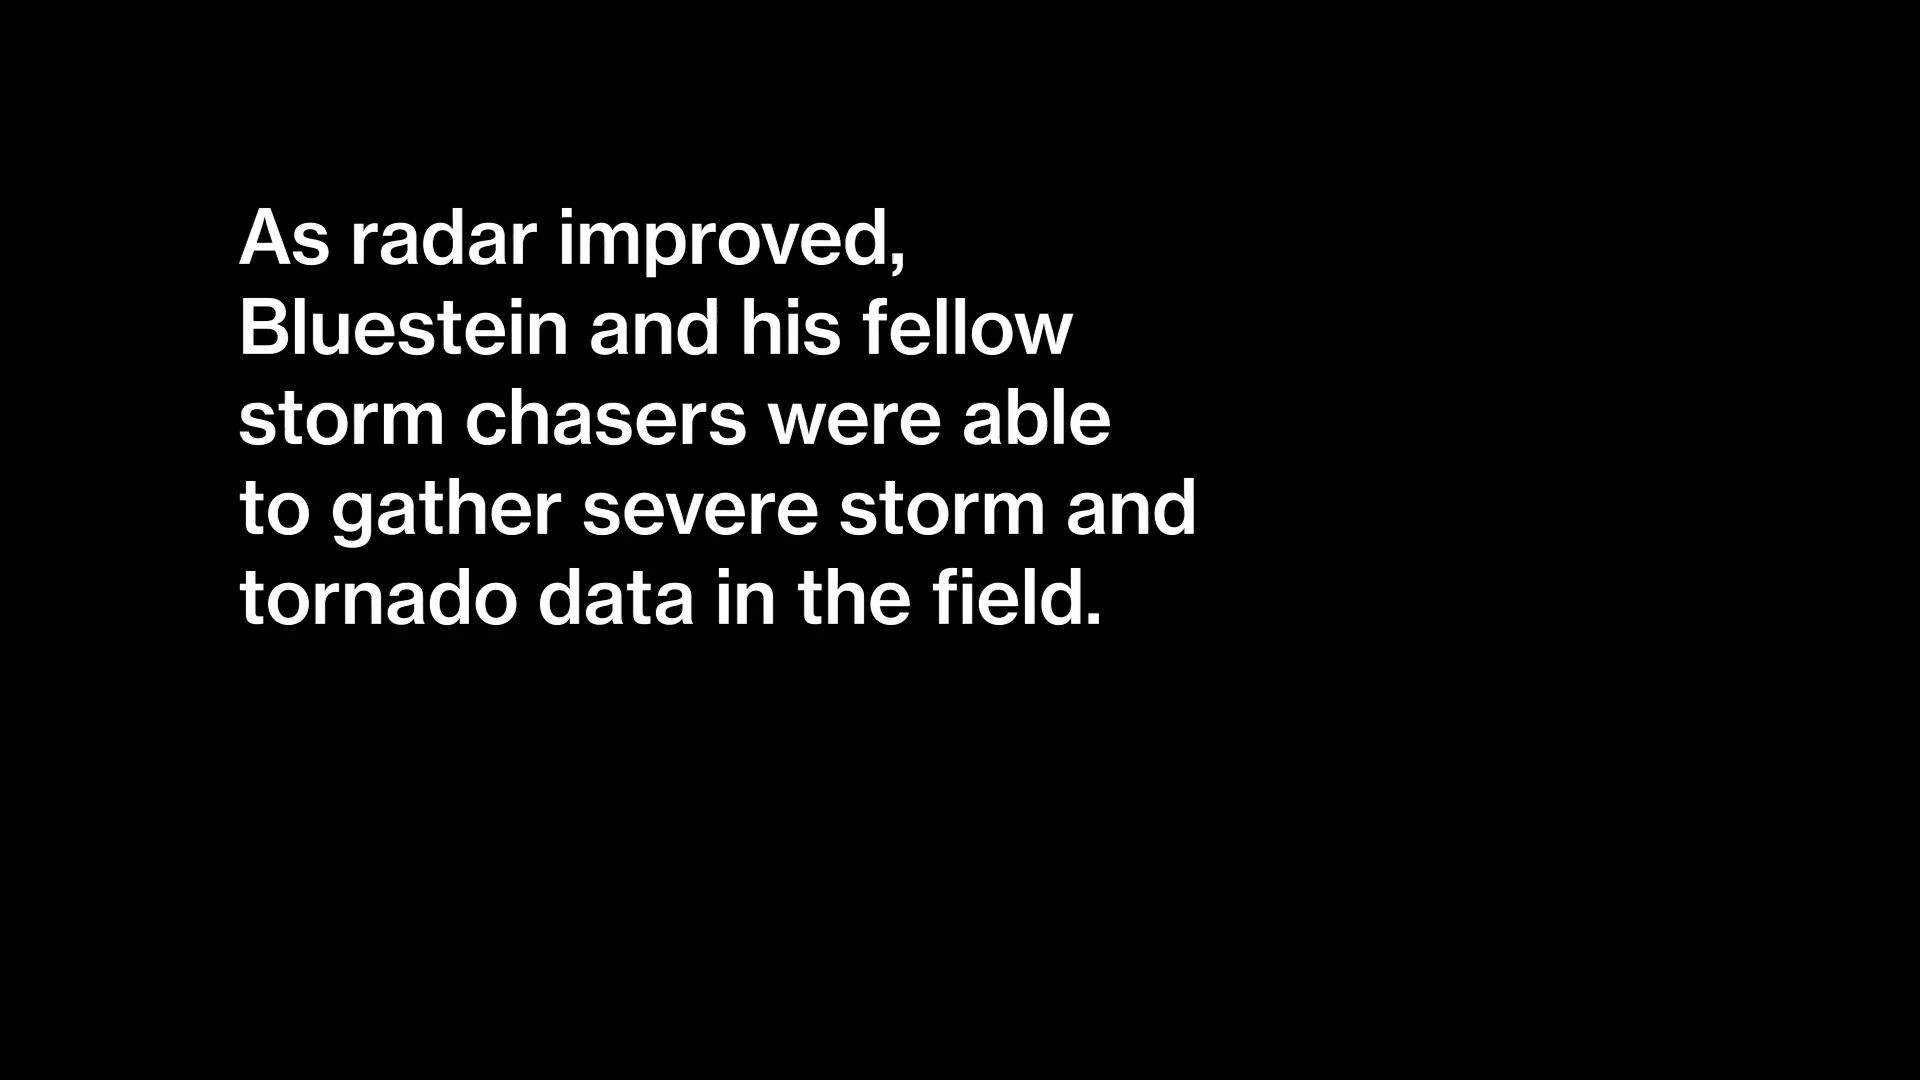 As radar improved,
Bluestein and his fellow
storm chasers were able
to gather severe storm and
tornado data in the field.